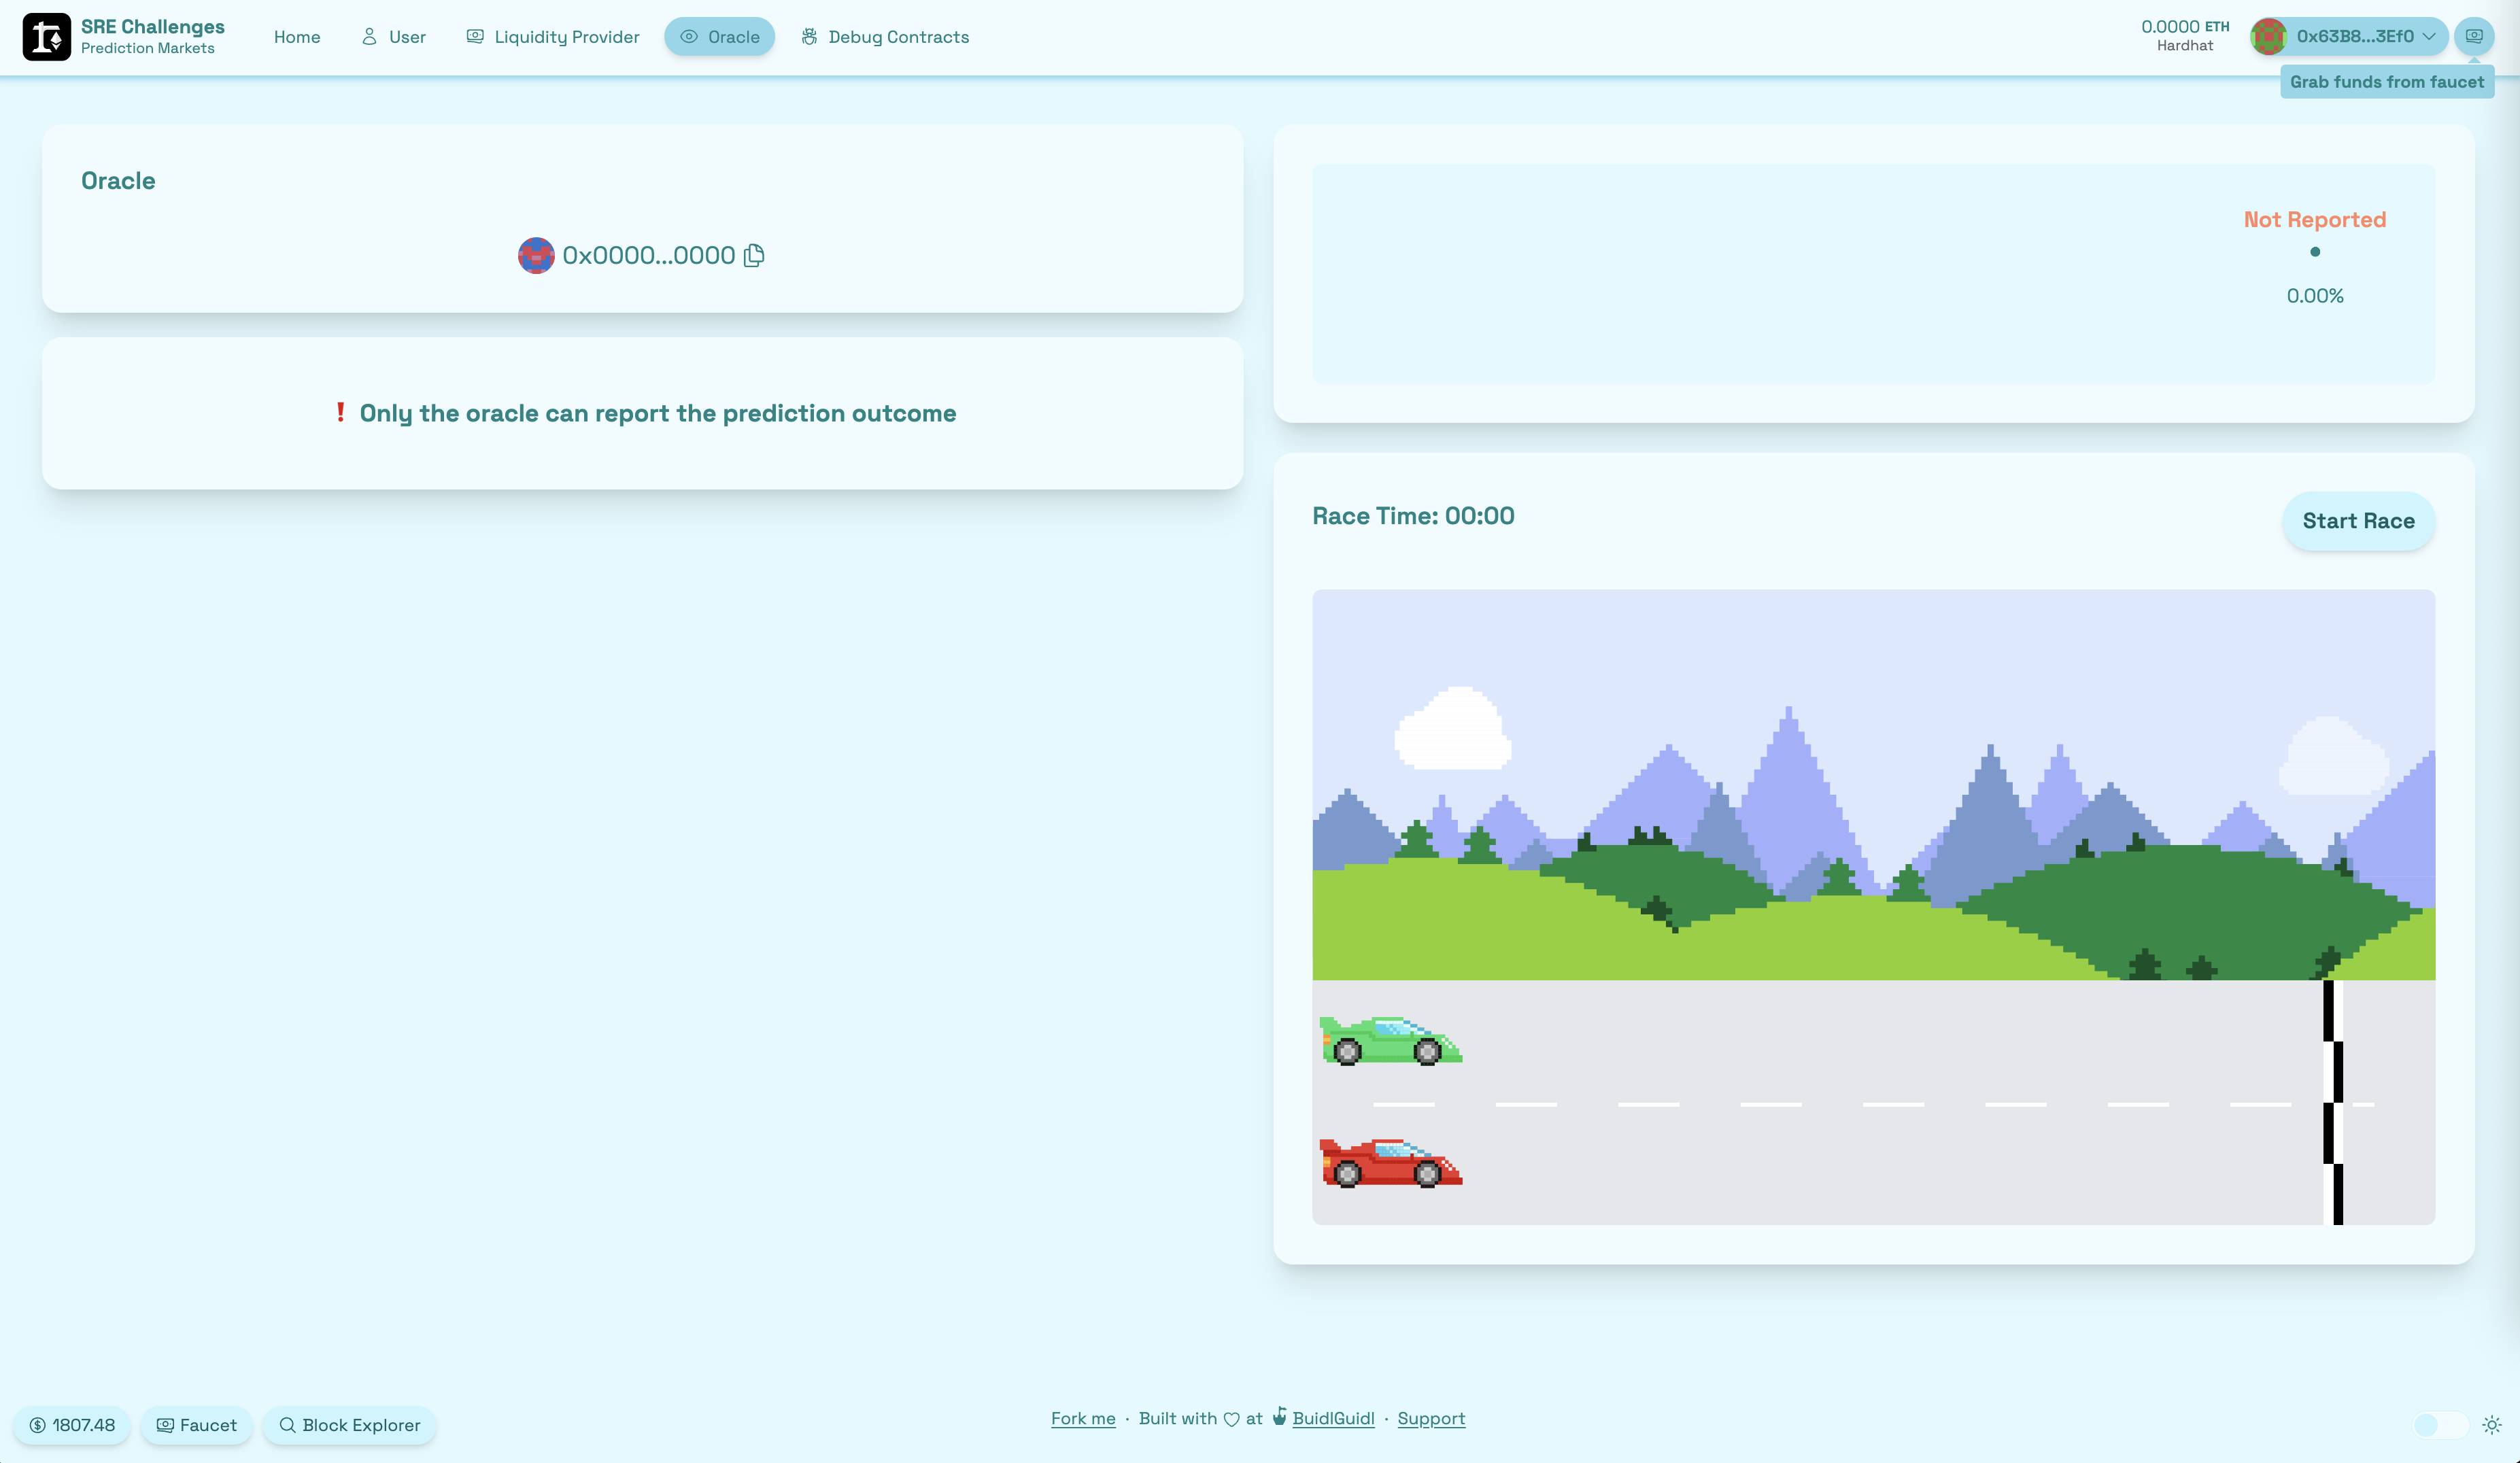 SRE Challenges
Prediction Markets
Home
User
Liquidity Provider
Oracle
Debug Contracts
0.0000 ETH
Hardhat
0x63B8...3Ef0
Grab funds from faucet
Oracle
0x0000...0000
! Only the oracle can report the prediction outcome
Not Reported
0.00%
Race Time: 00:00
Start Race
1807.48
Faucet
Block Explorer
Fork me · Built with at BuidlGuidl · Support